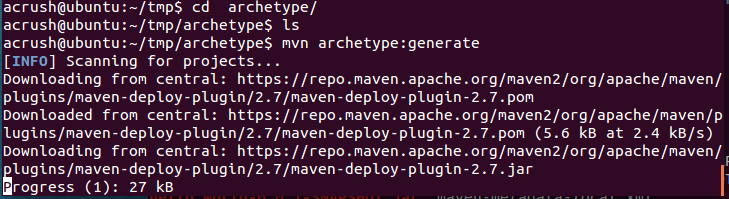 acrush@ubuntu:~/tmp$ cd  archetype/
acrush@ubuntu:~/tmp/archetype$ ls
acrush@ubuntu:~/tmp/archetype$ mvn archetype:generate
[INFO] Scanning for projects...
Downloading from central: https://repo.maven.apache.org/maven2/org/apache/maven/
plugins/maven-deploy-plugin/2.7/maven-deploy-plugin-2.7.pom
Downloaded from central: https://repo.maven.apache.org/maven2/org/apache/maven/p
lugins/maven-deploy-plugin/2.7/maven-deploy-plugin-2.7.pom (5.6 kB at 2.4 kB/s)
Downloading from central: https://repo.maven.apache.org/maven2/org/apache/maven/
plugins/maven-deploy-plugin/2.7/maven-deploy-plugin-2.7.jar
Progress (1): 27 kB